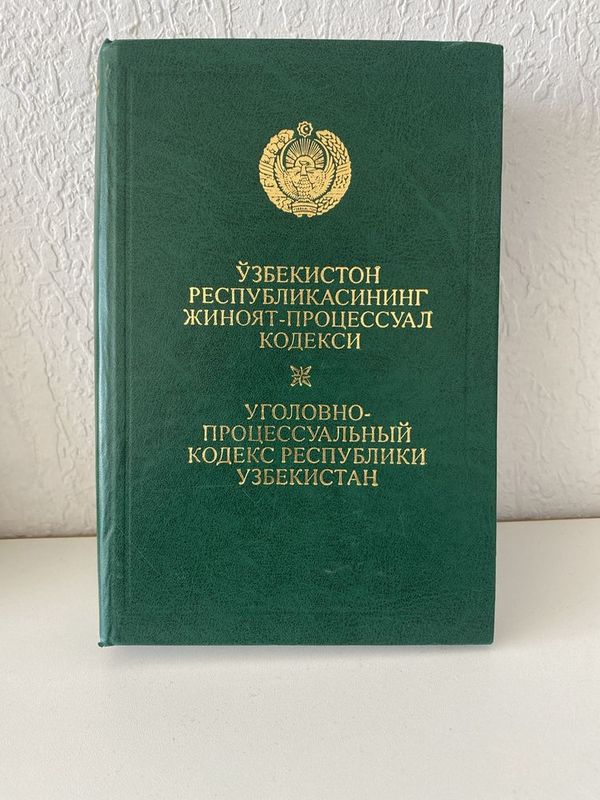 ЎЗБЕКИСТОН
РЕСПУБЛИКАСИНИНГ
ЖИНОЯТ-ПРОЦЕССУАЛ
КОДЕКСИ
УГОЛОВНО-
ПРОЦЕССУАЛЬНЫЙ
КОДЕКС РЕСПУБЛИКИ
УЗБЕКИСТАН